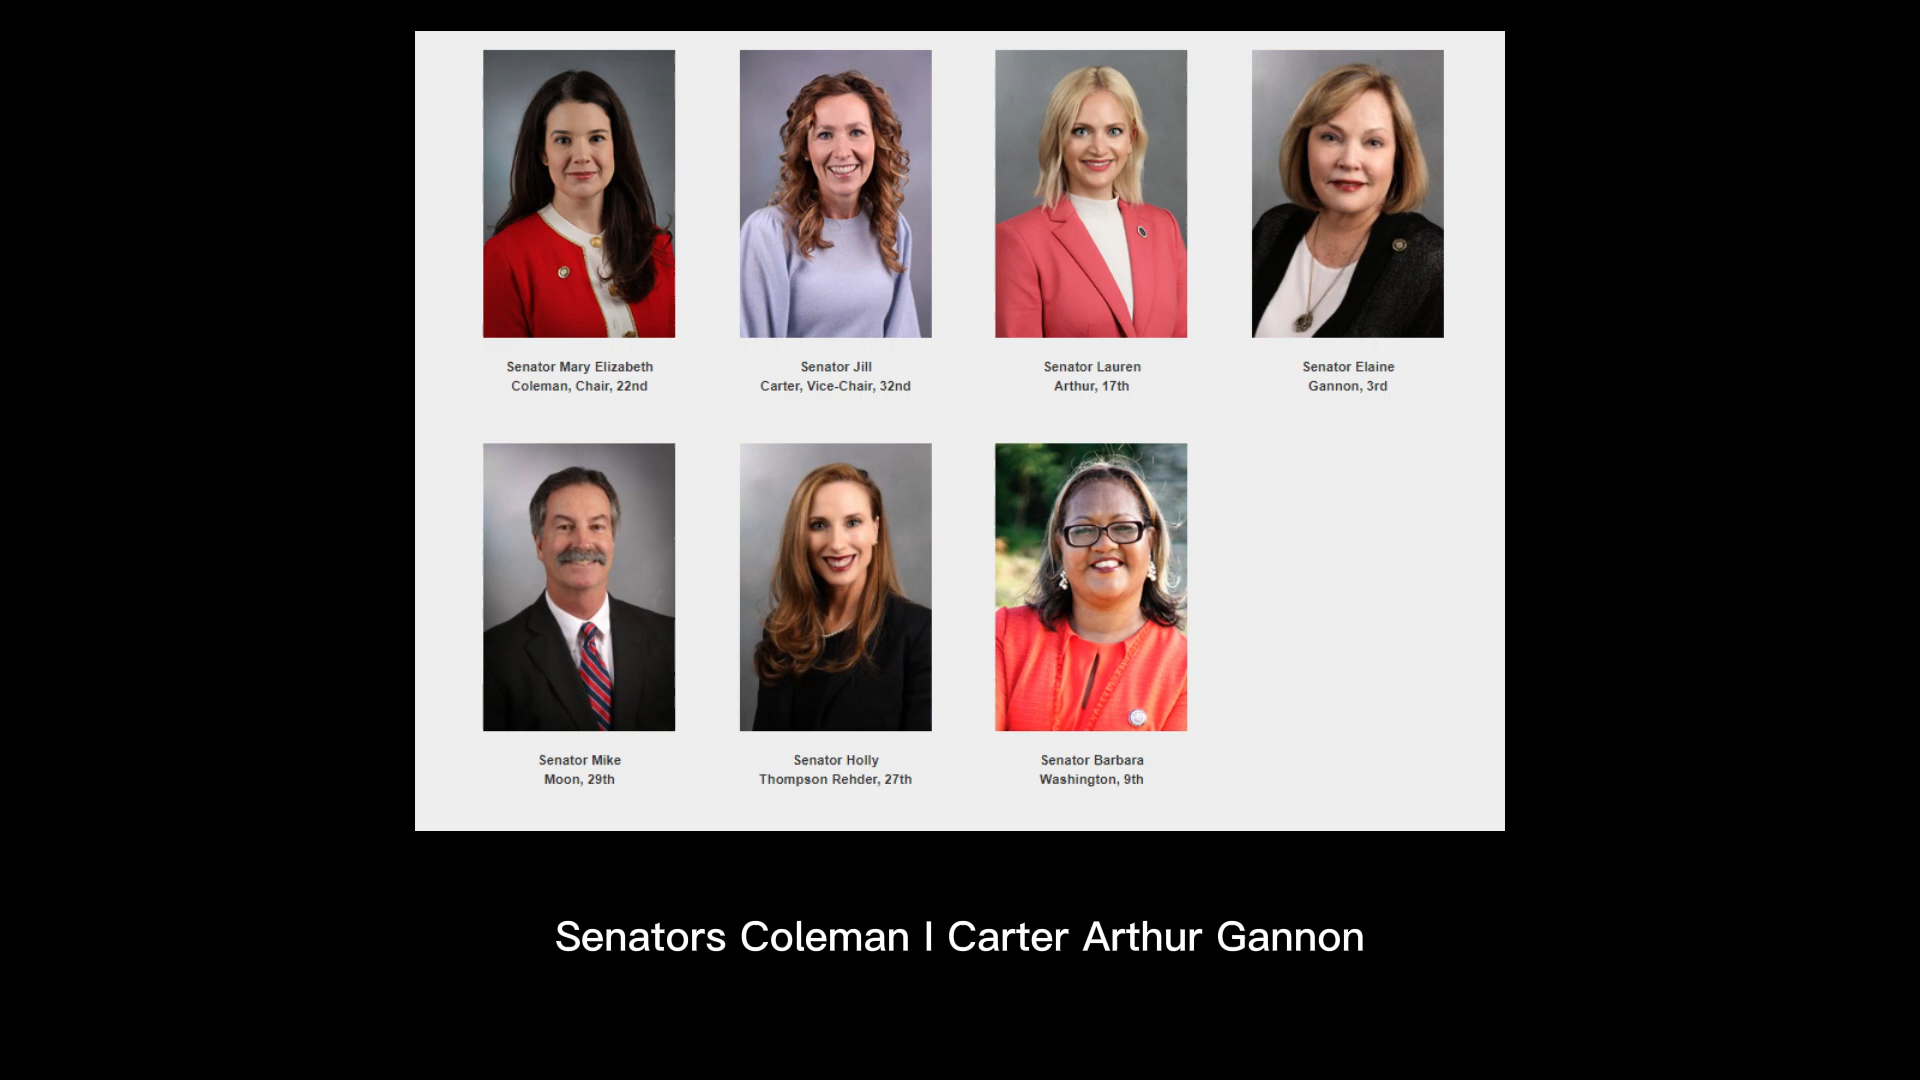 Senator Mary Elizabeth
Coleman, Chair, 22nd
Senator Jill
Carter, Vice-Chair, 32nd
Senator Lauren
Arthur, 17th
Senator Elaine
Gannon, 3rd
Senator Mike
Moon, 29th
Senator Holly
Thompson Rehder, 27th
Senator Barbara
Washington, 9th
Senators Coleman I Carter Arthur Gannon